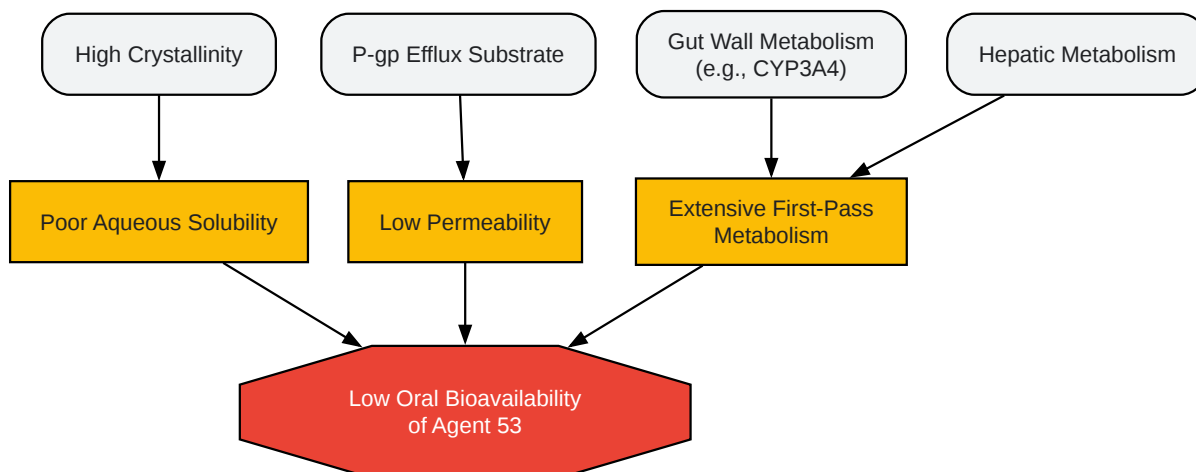 High Crystallinity
P-gp Efflux Substrate
Gut Wall Metabolism
(e.g., CYP3A4)
Hepatic Metabolism
Poor Aqueous Solubility
Low Permeability
Extensive First-Pass
Metabolism
Low Oral Bioavailability
of Agent 53